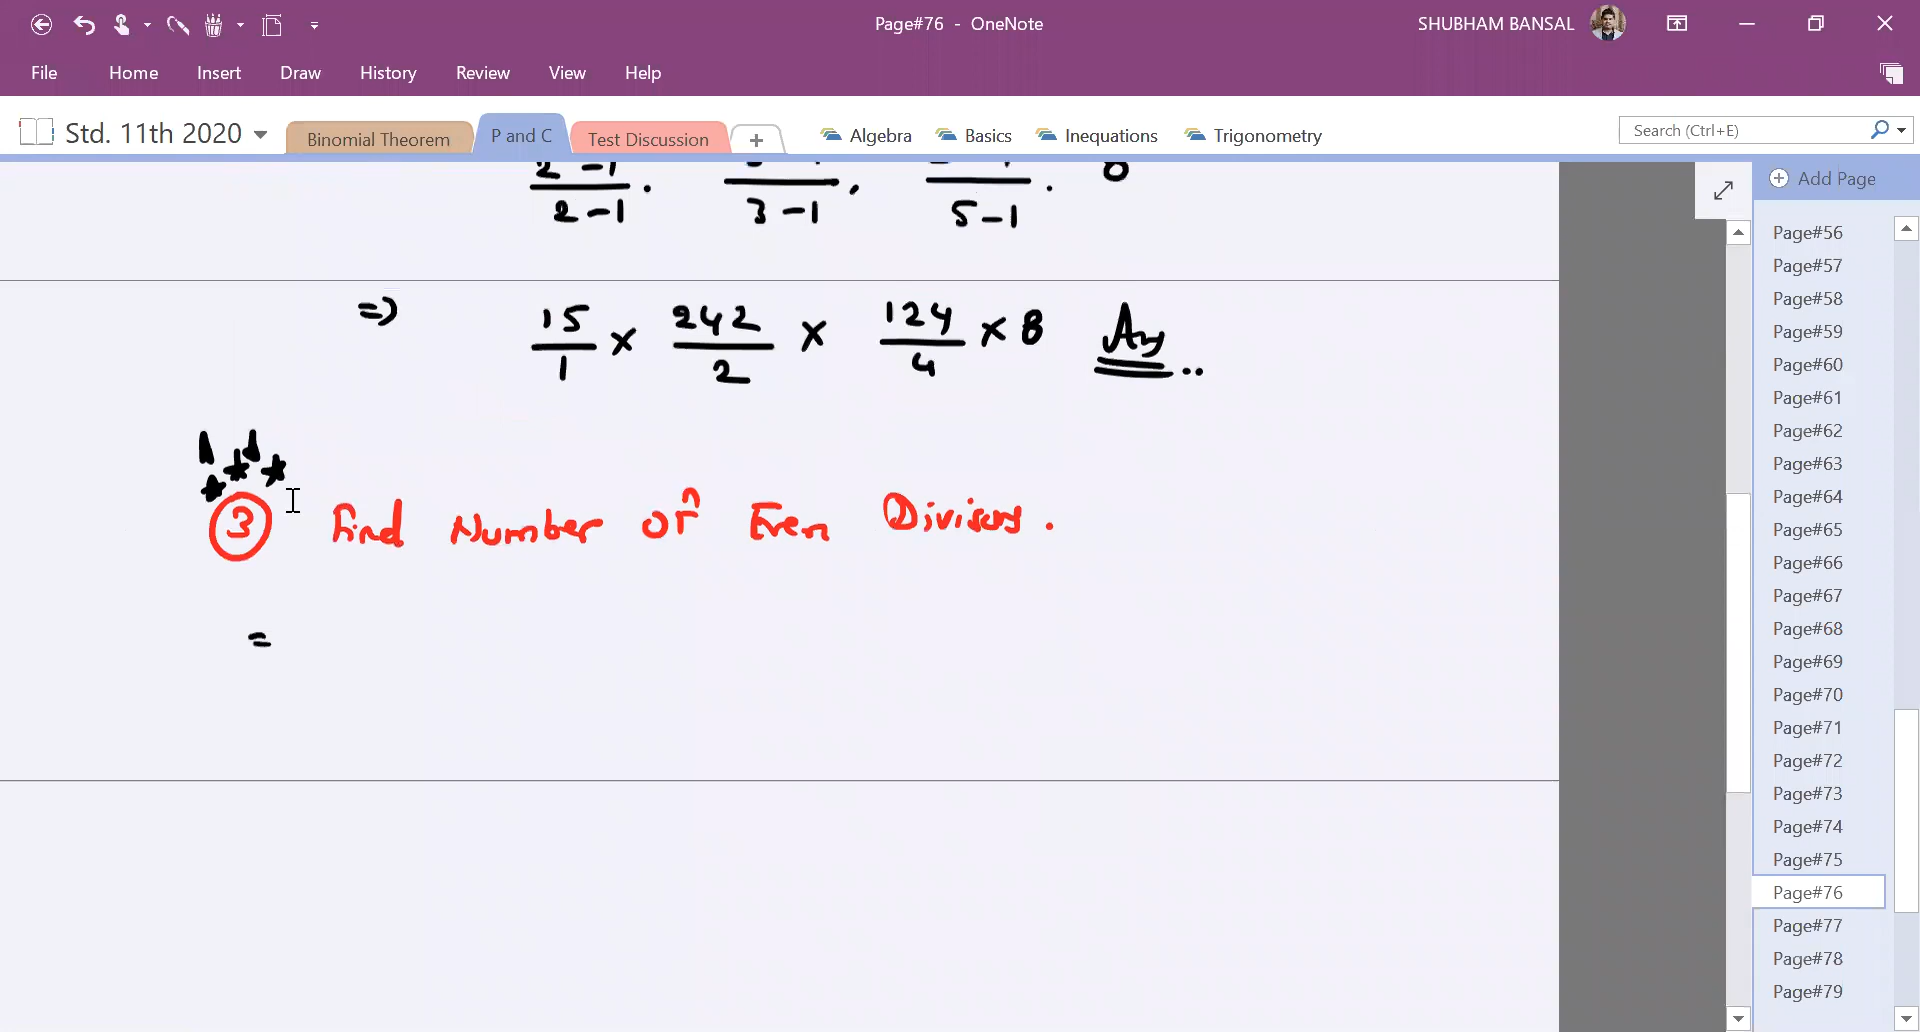 Page#76 - OneNote
SHUBHAM BANSAL
File Home Insert Draw History Review View Help
Std. 11th 2020
Binomial Theorem P and C Test Discussion +
Algebra Basics Inequations Trigonometry
Search (Ctrl+E)
Add Page
2 - 1 / 2 - 1 . / 3 - 1 . / 5 - 1 . 8
=> 15/1 × 242/2 × 124/4 × 8 Ans ..
③ Find Number of Even Divisors .
=
Page#56
Page#57
Page#58
Page#59
Page#60
Page#61
Page#62
Page#63
Page#64
Page#65
Page#66
Page#67
Page#68
Page#69
Page#70
Page#71
Page#72
Page#73
Page#74
Page#75
Page#76
Page#77
Page#78
Page#79